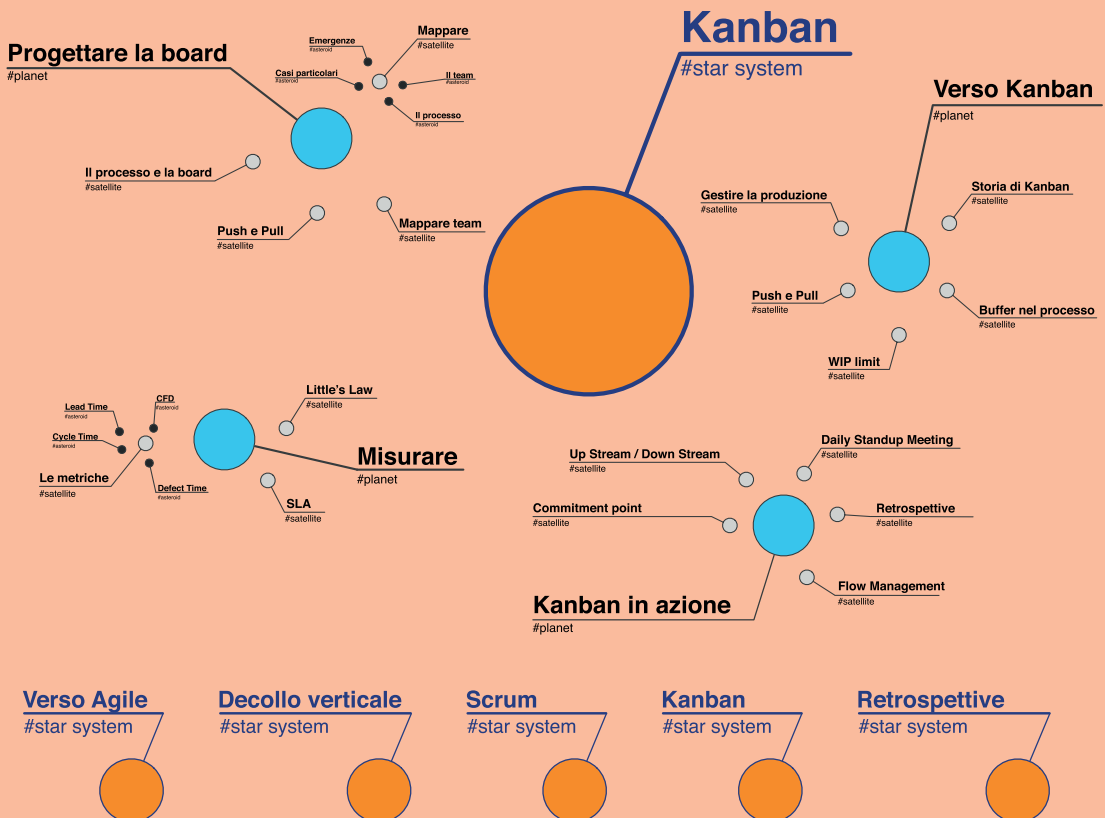 Kanban
#star system
Progettare la board
#planet
Mappare
#satellite
Emergenze
#asteroid
Casi particolari
#asteroid
Il team
#asteroid
Il processo
#asteroid
Il processo e la board
#satellite
Push e Pull
#satellite
Mappare team
#satellite
Verso Kanban
#planet
Gestire la produzione
#satellite
Storia di Kanban
#satellite
Push e Pull
#satellite
Buffer nel processo
#satellite
WIP limit
#satellite
Misurare
#planet
Little's Law
#satellite
CFD
#asteroid
Lead Time
#asteroid
Cycle Time
#asteroid
Le metriche
#satellite
Defect Time
#asteroid
SLA
#satellite
Kanban in azione
#planet
Up Stream / Down Stream
#satellite
Daily Standup Meeting
#satellite
Commitment point
#satellite
Retrospettive
#satellite
Flow Management
#satellite
Verso Agile
#star system
Decollo verticale
#star system
Scrum
#star system
Kanban
#star system
Retrospettive
#star system